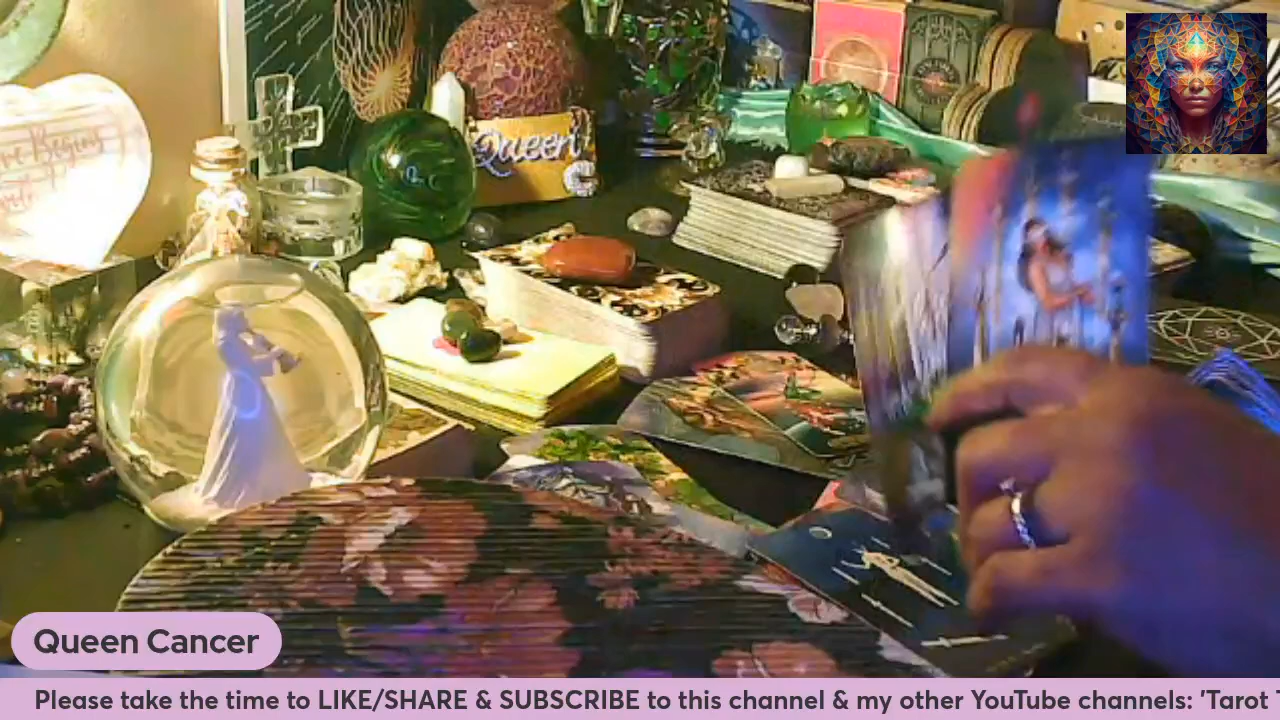 Begins
Queen
Queen Cancer
Please take the time to LIKE/SHARE & SUBSCRIBE to this channel & my other YouTube channels: 'Tarot